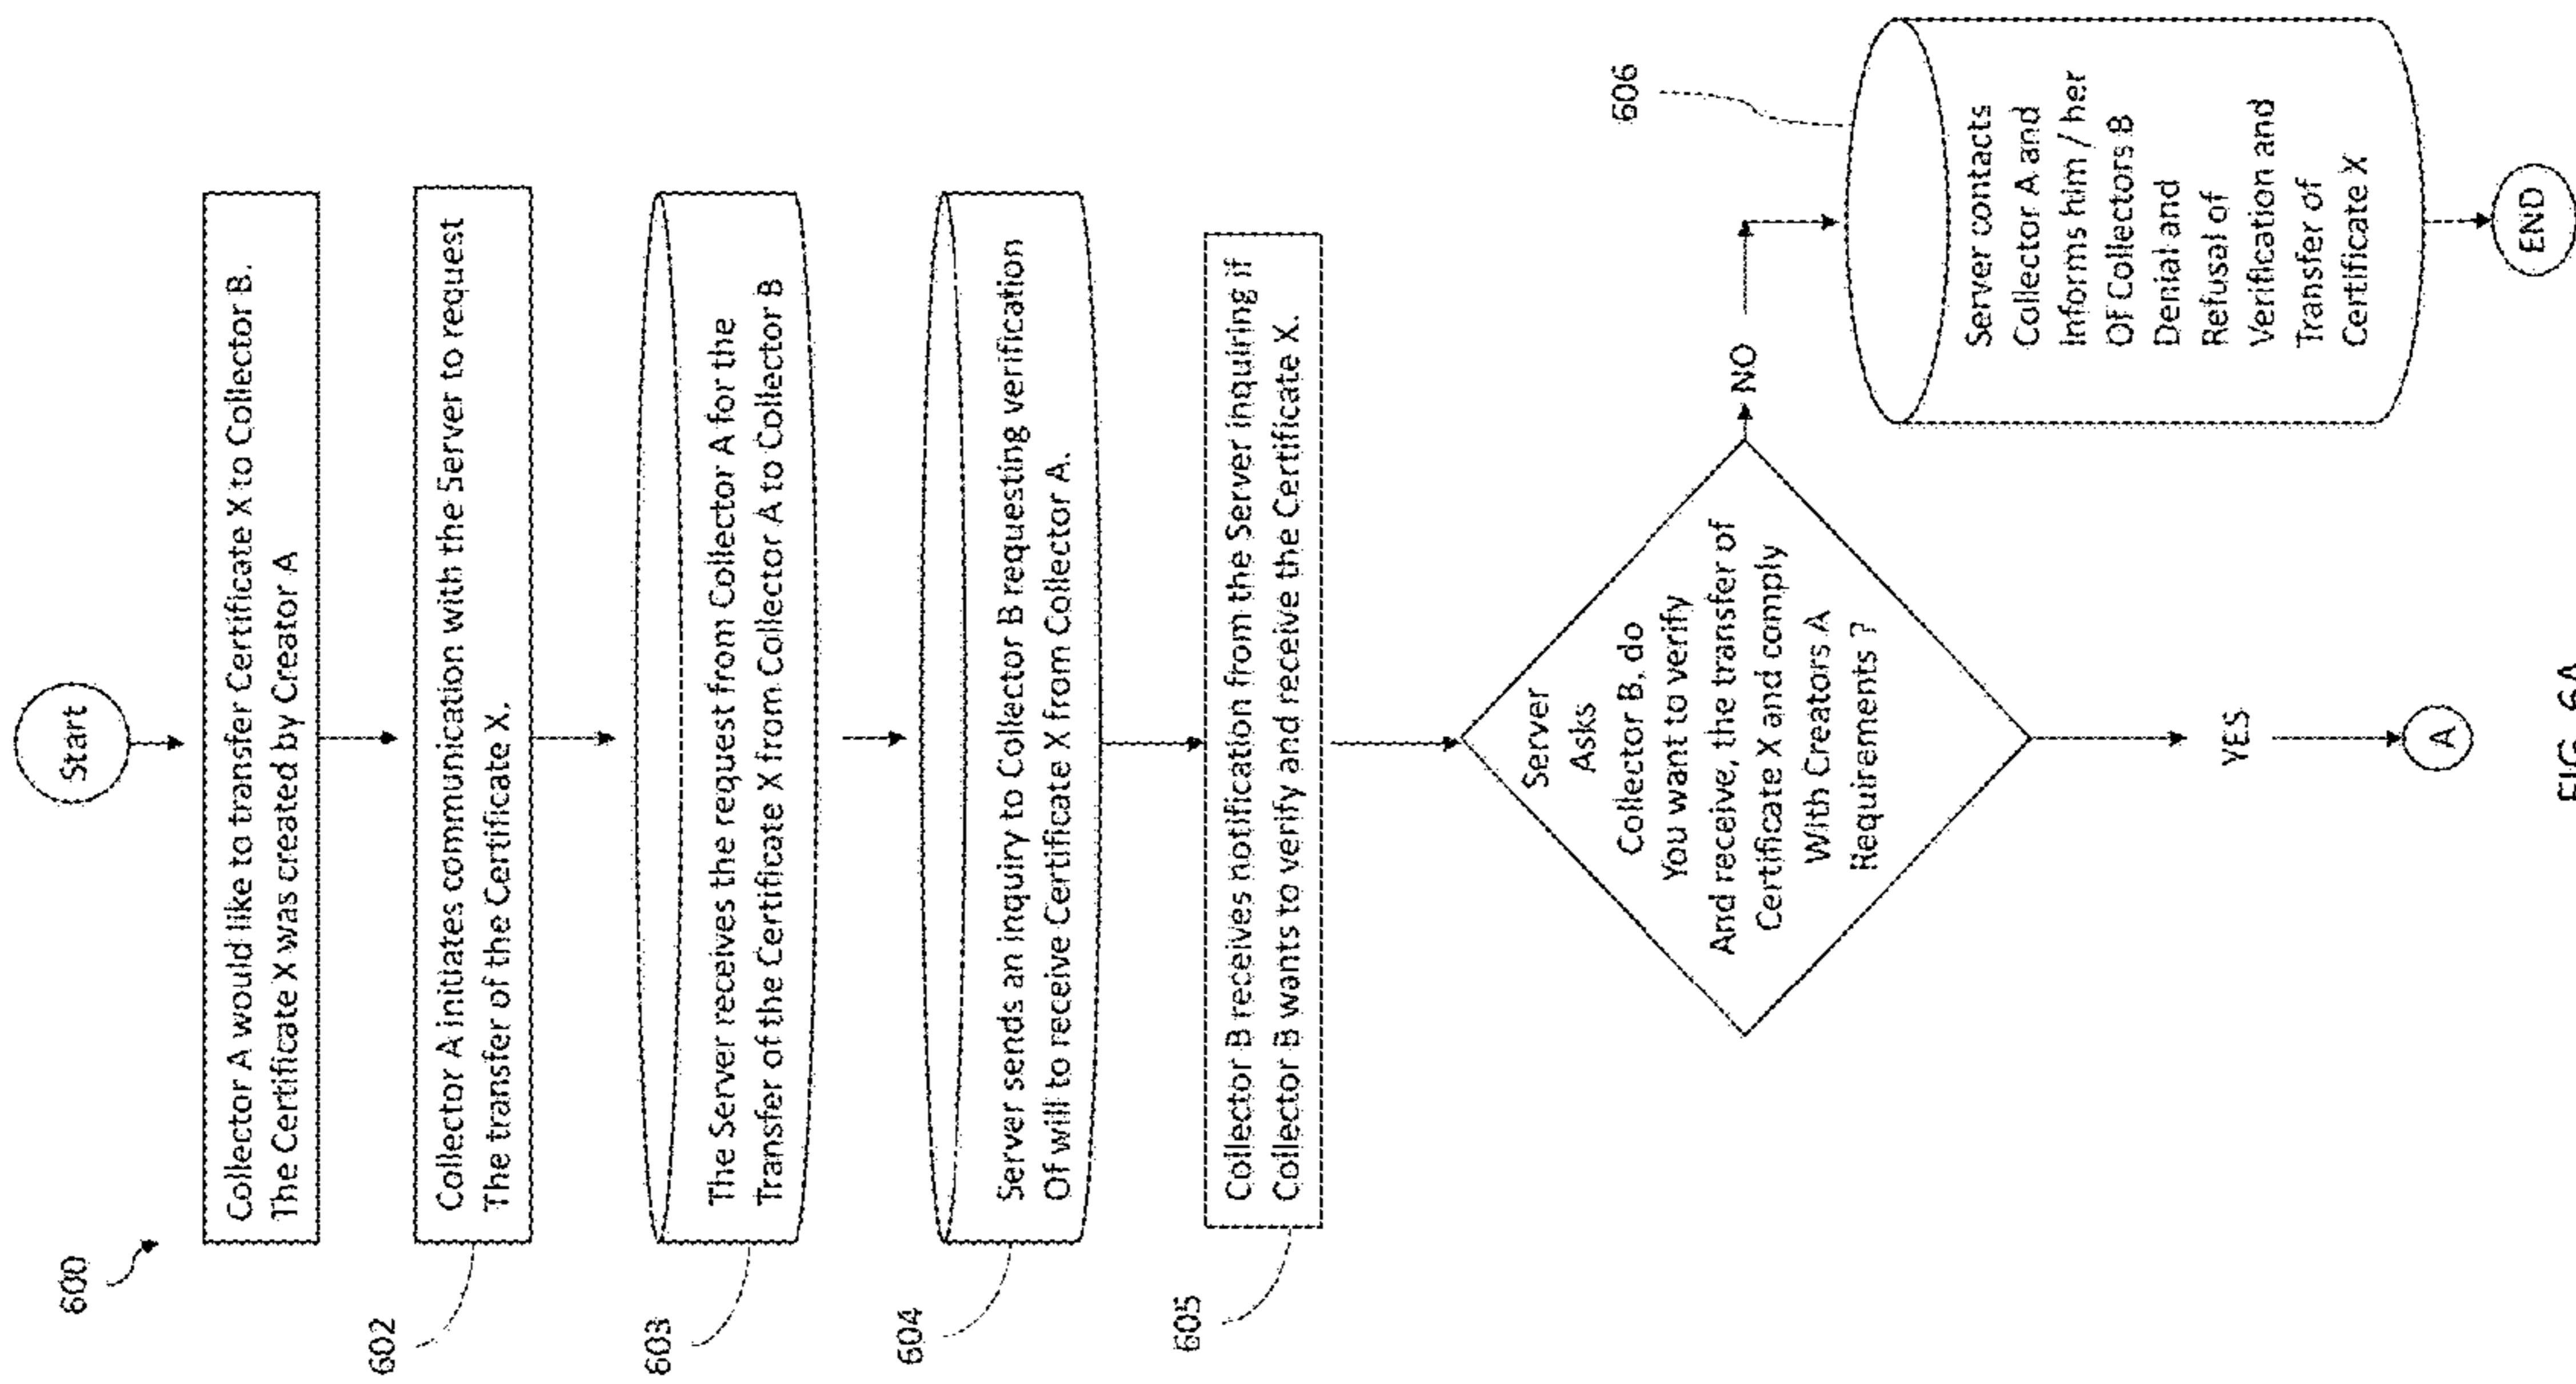 600
Start
Collector A would like to transfer Certificate X to Collector B.
The Certificate X was created by Creator A
602
Collector A initiates communication with the Server to request
The transfer of the Certificate X.
603
The Server receives the request from Collector A for the
Transfer of the Certificate X from Collector A to Collector B
604
Server sends an inquiry to Collector B requesting verification
Of will to receive Certificate X from Collector A.
605
Collector B receives notification from the Server inquiring if
Collector B wants to verify and receive the Certificate X.
Server
Asks
Collector B, do
You want to verify
And receive, the transfer of
Certificate X and comply
With Creators A
Requirements ?
NO
606
Server contacts
Collector A and
Informs him / her
Of Collectors B
Denial and
Refusal of
Verification and
Transfer of
Certificate X
END
YES
A
FIG. 6A